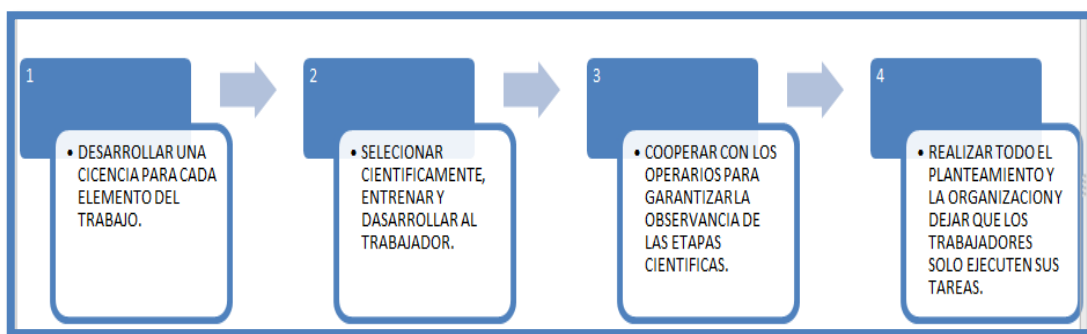 1
• DESARROLLAR UNA
CICENCIA PARA CADA
ELEMENTO DEL
TRABAJO.
2
• SELECIONAR
CIENTIFICAMENTE,
ENTRENAR Y
DASARROLLAR AL
TRABAJADOR.
3
• COOPERAR CON LOS
OPERARIOS PARA
GARANTIZAR LA
OBSERVANCIA DE
LAS ETAPAS
CIENTIFICAS.
4
• REALIZAR TODO EL
PLANTEAMIENTO Y
LA ORGANIZACION Y
DEJAR QUE LOS
TRABAJADORES
SOLO EJECUTEN SUS
TAREAS.